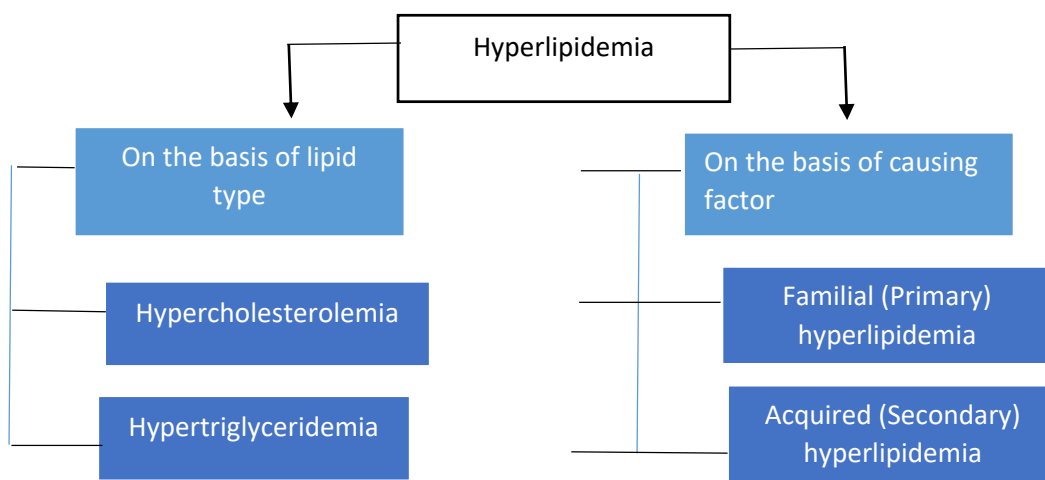 Hyperlipidemia
On the basis of lipid
type
On the basis of causing
factor
Hypercholesterolemia
Familial (Primary)
hyperlipidemia
Hypertriglyceridemia
Acquired (Secondary)
hyperlipidemia